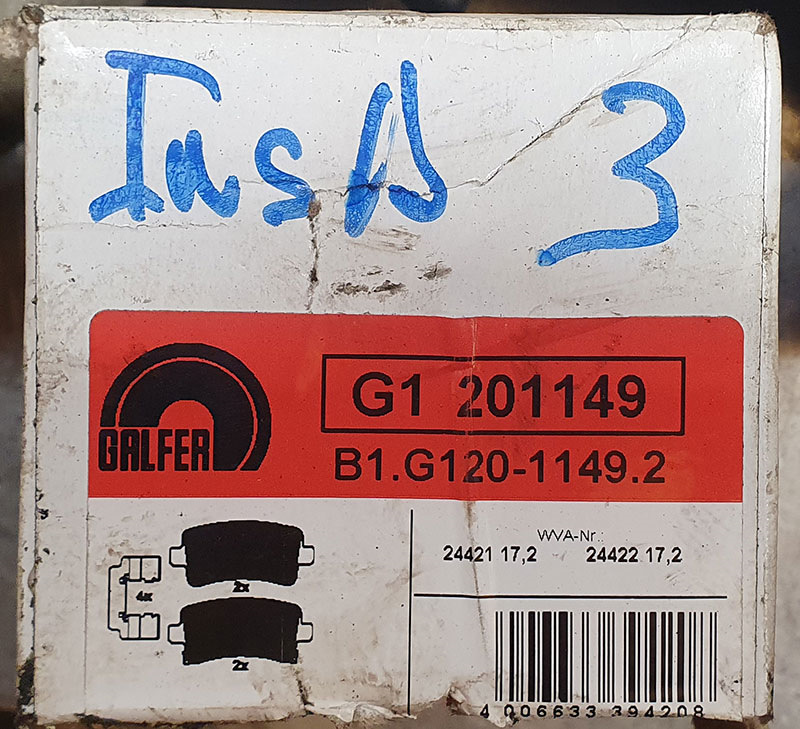 InsA 3
GALFER
G1 201149
B1.G120-1149.2
4x
2x
2x
WVA-Nr.:
24421 17,2 24422 17,2
4 006633 394208